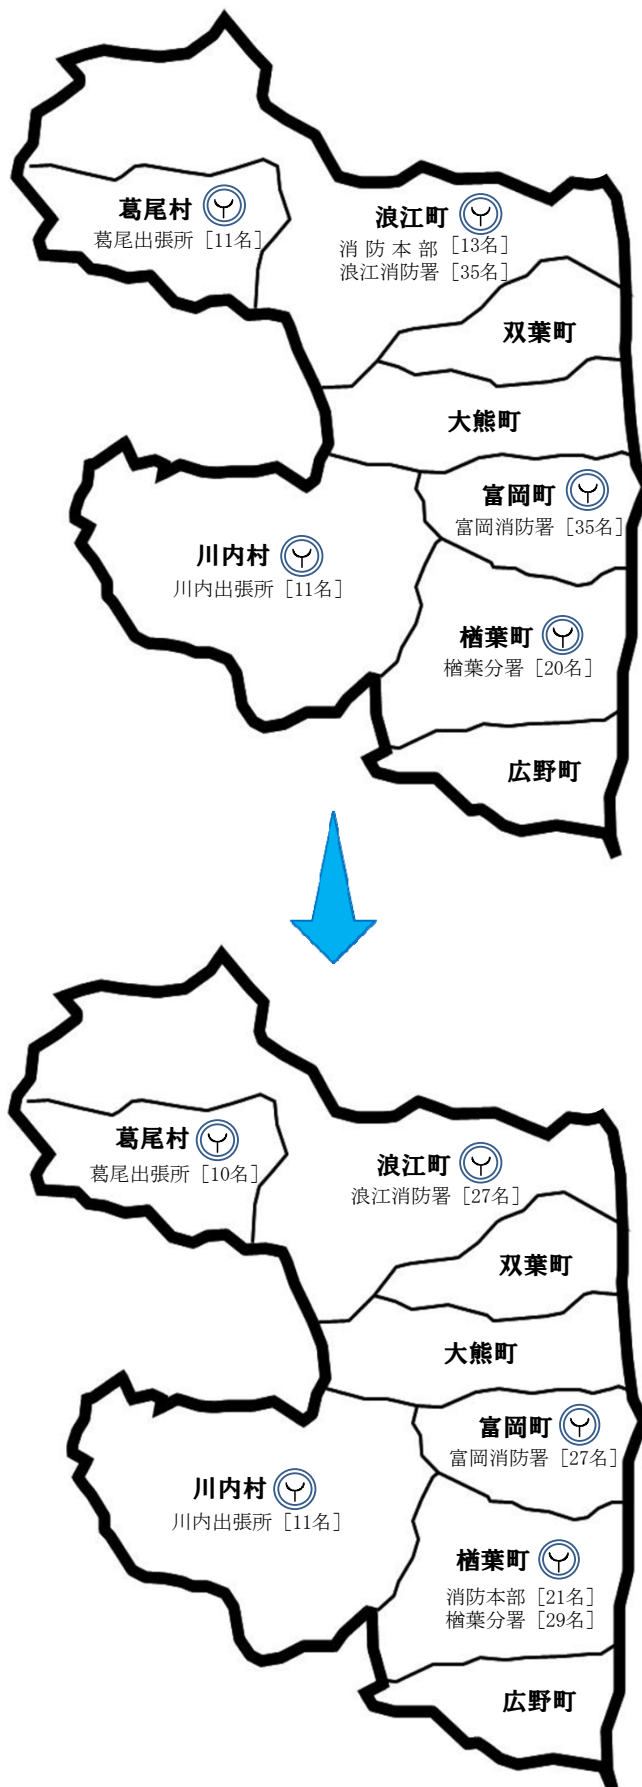 葛尾村
葛尾出張所［11名］
浪江町
消防本部［13名］
浪江消防署［35名］
双葉町
大熊町
富岡町
富岡消防署［35名］
川内村
川内出張所［11名］
楢葉町
楢葉分署［20名］
広野町
葛尾村
葛尾出張所［10名］
浪江町
浪江消防署［27名］
双葉町
大熊町
富岡町
富岡消防署［27名］
川内村
川内出張所［11名］
楢葉町
消防本部［21名］
楢葉分署［29名］
広野町